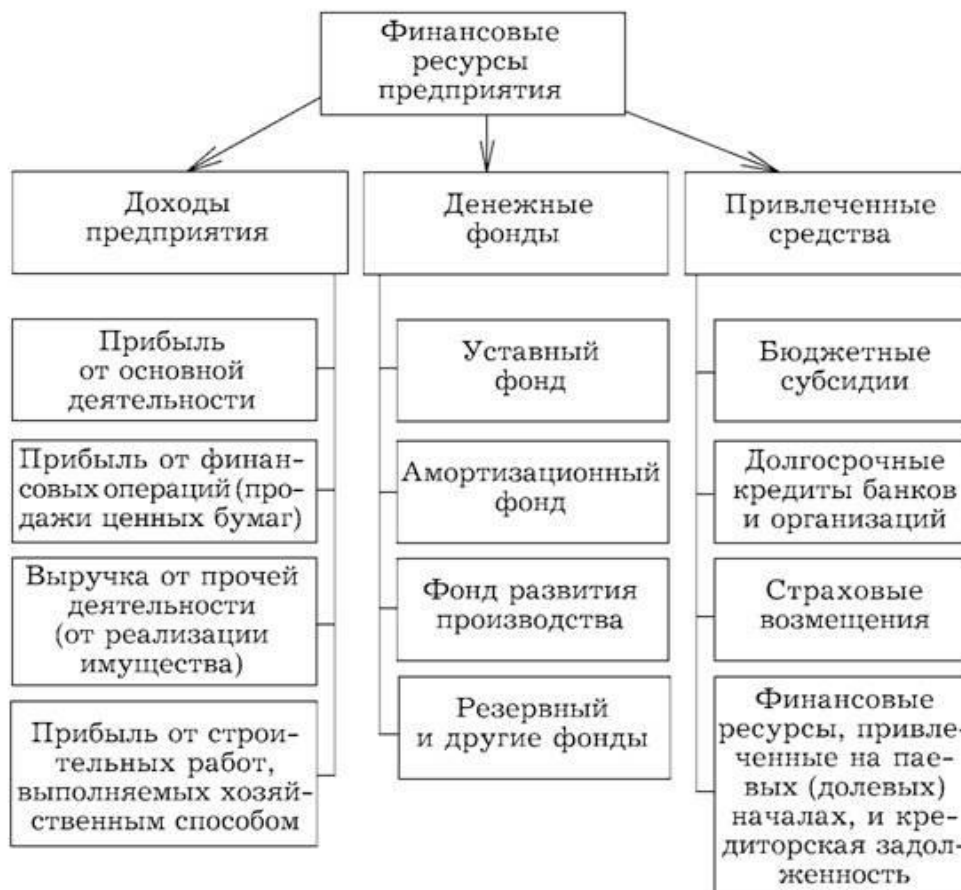 Финансовые
ресурсы
предприятия
Доходы
предприятия
Денежные
фонды
Привлеченные
средства
Прибыль
от основной
деятельности
Прибыль от финан-
совых операций (про-
дажи ценных бумаг)
Выручка от прочей
деятельности
(от реализации
имущества)
Прибыль от строи-
тельных работ,
выполняемых хозяй-
ственным способом
Уставный
фонд
Амортизационный
фонд
Фонд развития
производства
Резервный
и другие фонды
Бюджетные
субсидии
Долгосрочные
кредиты банков
и организаций
Страховые
возмещения
Финансовые
ресурсы, привле-
ченные на пае-
вых (долевых)
началах, и кре-
диторская задол-
женность